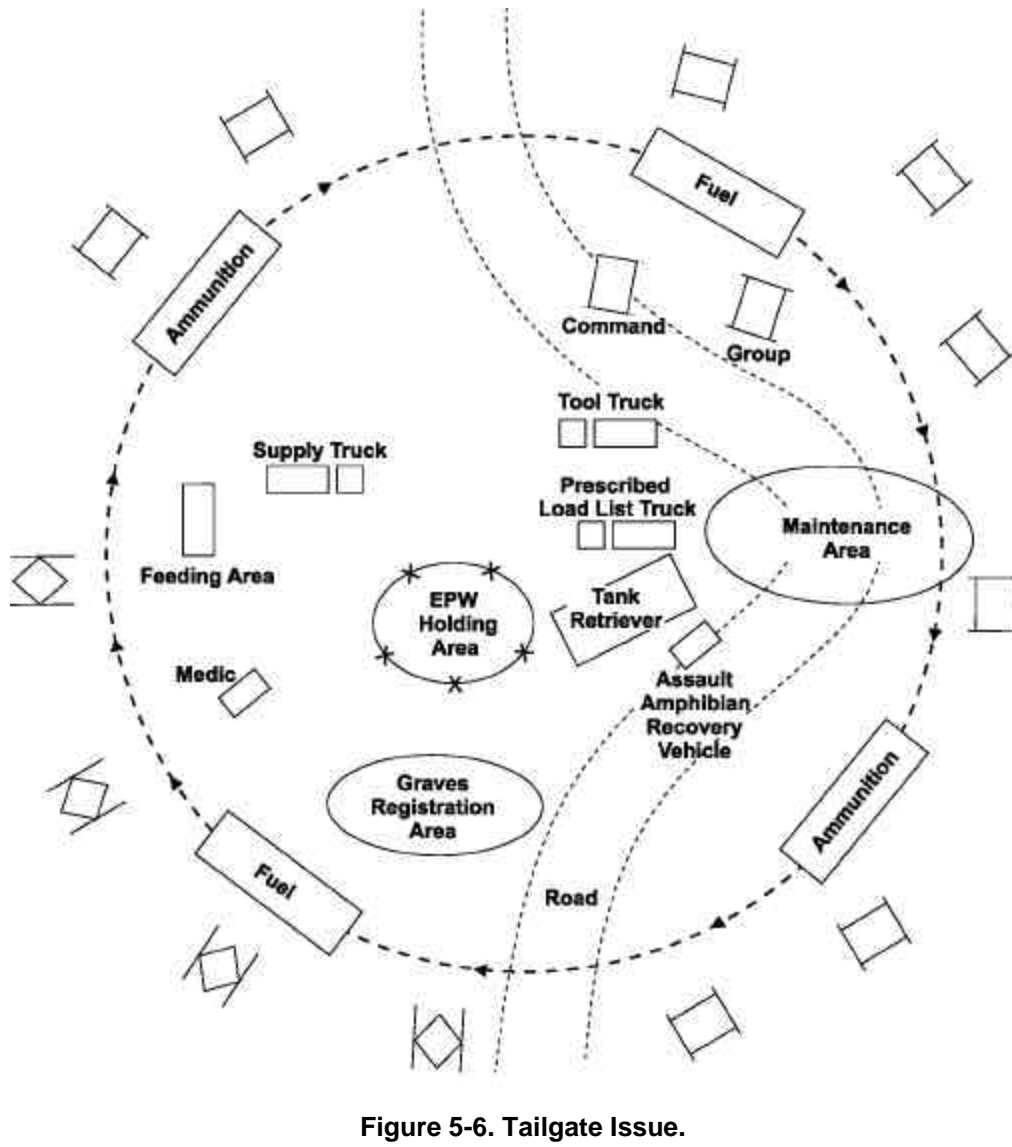 Fuel
Ammunition
Command
Group
Tool Truck
Supply Truck
Prescribed
Load List Truck
Maintenance
Area
Feeding Area
EPW
Holding
Area
Tank
Retriever
Medic
Assault
Amphibian
Recovery
Vehicle
Graves
Registration
Area
Ammunition
Fuel
Road
Figure 5-6. Tailgate Issue.